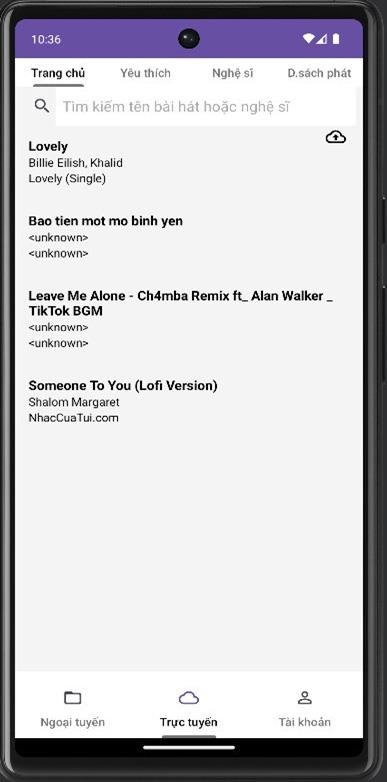 10:36
Trang chủ Yêu thích Nghệ sĩ D.sách phát
Tìm kiếm tên bài hát hoặc nghệ sĩ
Lovely
Billie Eilish, Khalid
Lovely (Single)
Bao tien mot mo binh yen
<unknown>
<unknown>
Leave Me Alone - Ch4mba Remix ft_ Alan Walker _
TikTok BGM
<unknown>
<unknown>
Someone To You (Lofi Version)
Shalom Margaret
NhacCuaTui.com
Ngoại tuyến Trực tuyến Tài khoản